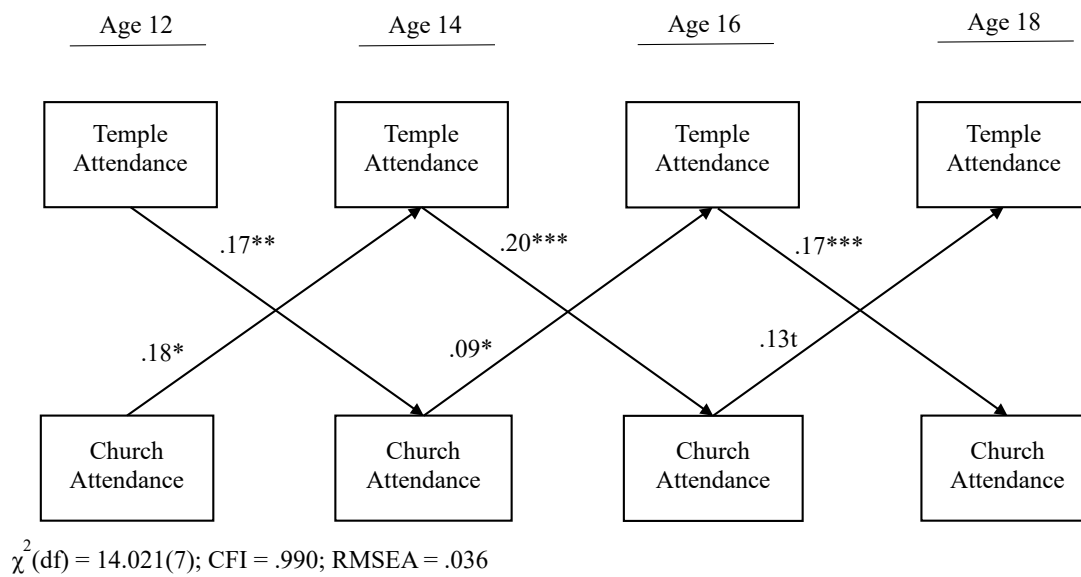 Age 12
Age 14
Age 16
Age 18
Temple
Attendance
Temple
Attendance
Temple
Attendance
Temple
Attendance
.17**
.20***
.17***
.18*
.09*
.13t
Church
Attendance
Church
Attendance
Church
Attendance
Church
Attendance
χ²(df) = 14.021(7); CFI = .990; RMSEA = .036